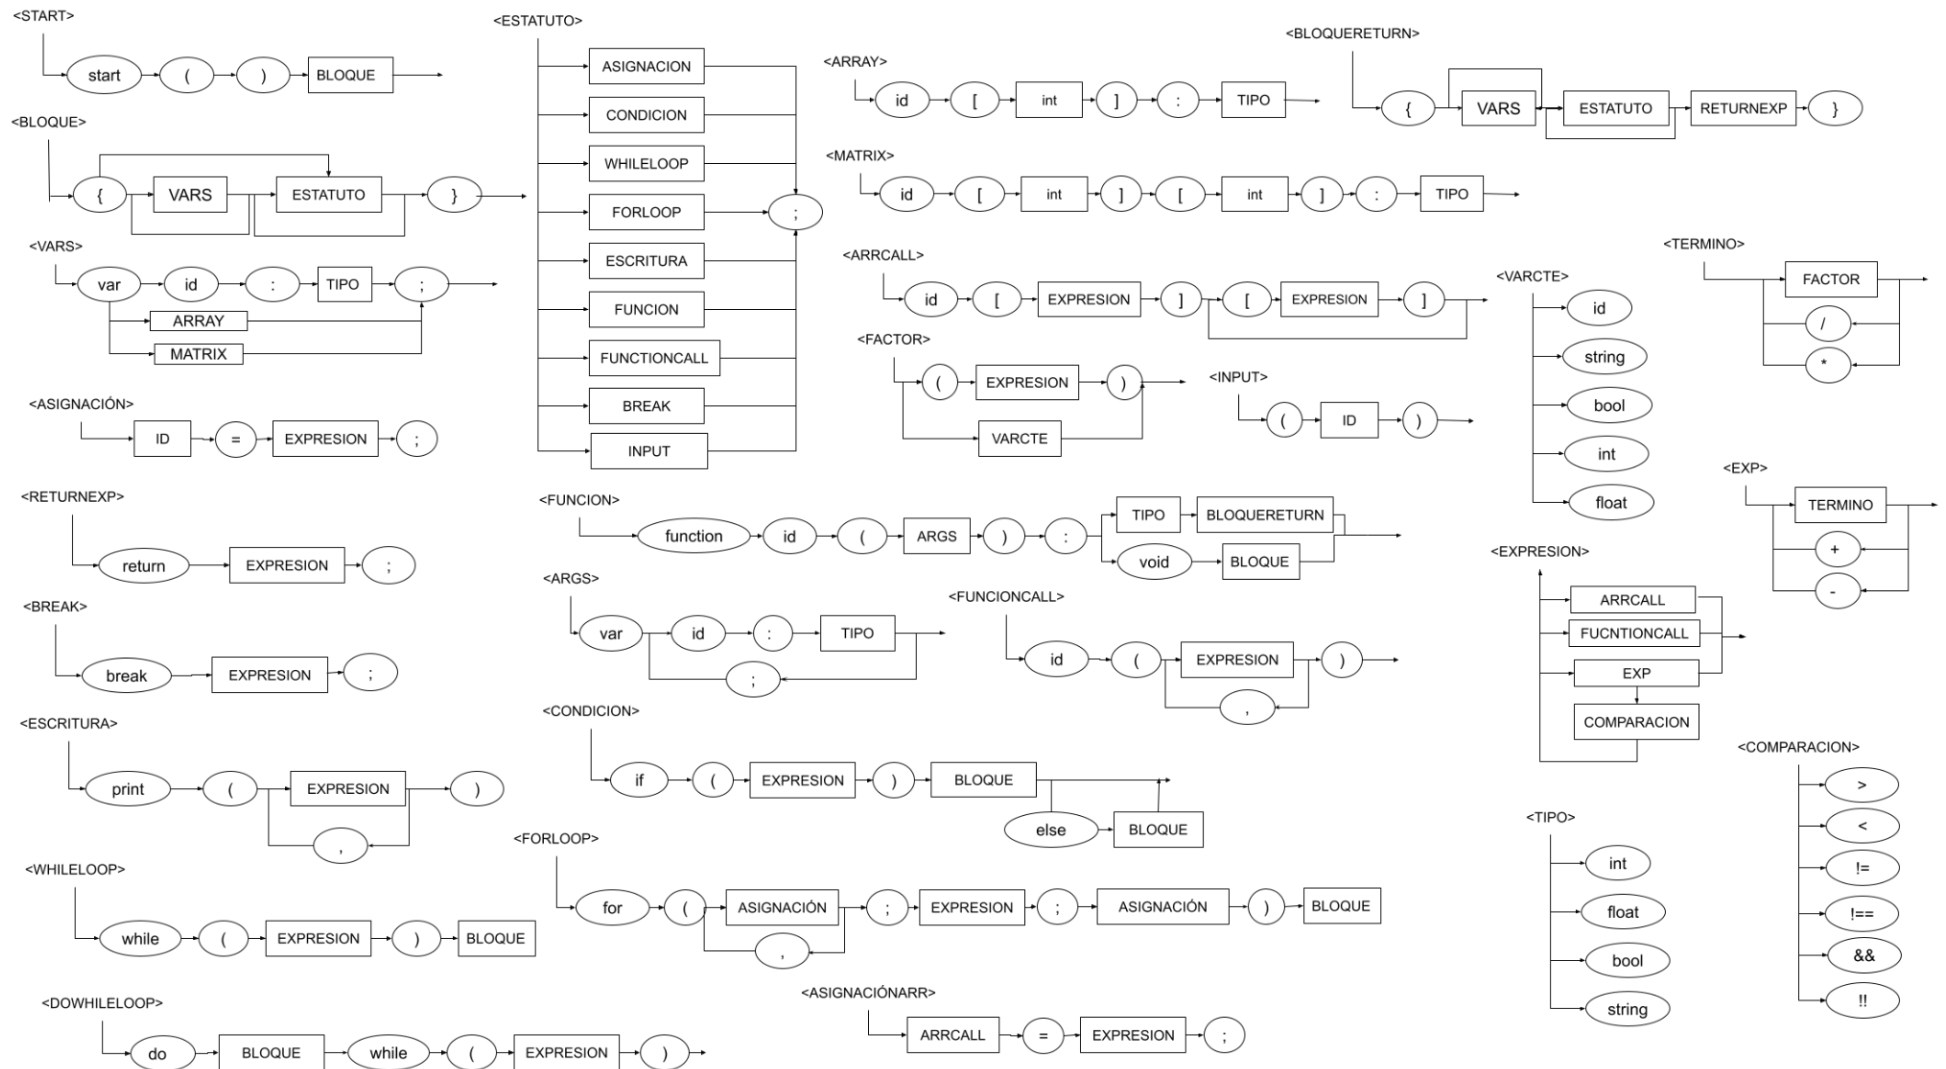 <START>
start ( ) BLOQUE
<BLOQUE>
{ VARS ESTATUTO }
<VARS>
var id : TIPO ;
ARRAY
MATRIX
<ASIGNACIÓN>
ID = EXPRESION ;
<RETURNEXP>
return EXPRESION ;
<BREAK>
break EXPRESION ;
<ESCRITURA>
print ( EXPRESION )
,
<WHILELOOP>
while ( EXPRESION ) BLOQUE
<DOWHILELOOP>
do BLOQUE while ( EXPRESION )
<ESTATUTO>
ASIGNACION
CONDICION
WHILELOOP
FORLOOP ;
ESCRITURA
FUNCION
FUNCTIONCALL
BREAK
INPUT
<ARRAY>
id [ int ] : TIPO
<MATRIX>
id [ int ] [ int ] : TIPO
<ARRCALL>
id [ EXPRESION ] [ EXPRESION ]
<FACTOR>
( EXPRESION )
VARCTE
<INPUT>
( ID )
<FUNCION>
function id ( ARGS ) : TIPO BLOQUERETURN
void BLOQUE
<ARGS>
var id : TIPO
;
<FUNCIONCALL>
id ( EXPRESION )
,
<CONDICION>
if ( EXPRESION ) BLOQUE
else BLOQUE
<FORLOOP>
for ( ASIGNACIÓN ; EXPRESION ; ASIGNACIÓN ) BLOQUE
,
<ASIGNACIÓNARR>
ARRCALL = EXPRESION ;
<BLOQUERETURN>
{ VARS ESTATUTO RETURNEXP }
<VARCTE>
id
string
bool
int
float
<TERMINO>
FACTOR
/
*
<EXP>
TERMINO
+
-
<EXPRESION>
ARRCALL
FUCNTIONCALL
EXP
COMPARACION
<TIPO>
int
float
bool
string
<COMPARACION>
>
<
!=
!==
&&
!!